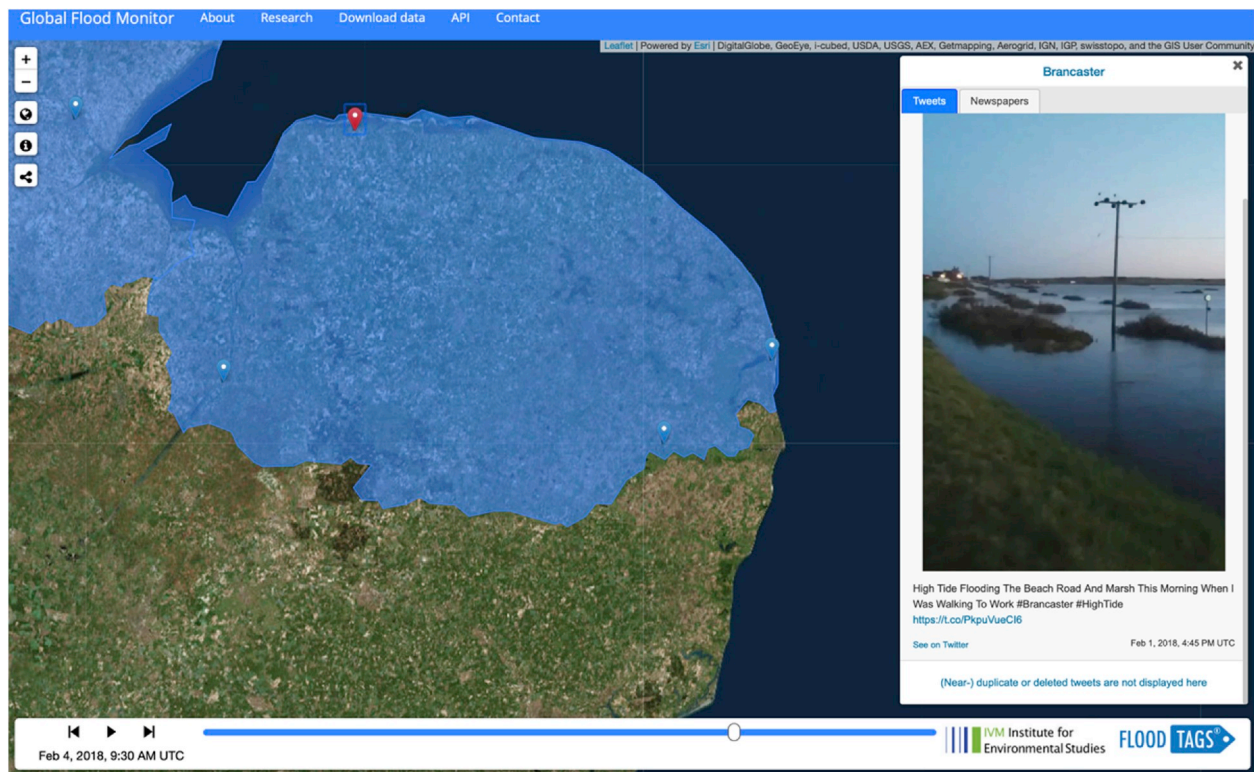 Global Flood Monitor About Research Download data API Contact
Leaflet | Powered by Esri | DigitalGlobe, GeoEye, i-cubed, USDA, USGS, AEX, Getmapping, Aerogrid, IGN, IGP, swisstopo, and the GIS User Community
+
−
Brancaster
Tweets Newspapers
High Tide Flooding The Beach Road And Marsh This Morning When I
Was Walking To Work #Brancaster #HighTide
https://t.co/PkpuVueCI6
See on Twitter Feb 1, 2018, 4:45 PM UTC
(Near-) duplicate or deleted tweets are not displayed here
Feb 4, 2018, 9:30 AM UTC
IVM Institute for
Environmental Studies
FLOOD TAGS®